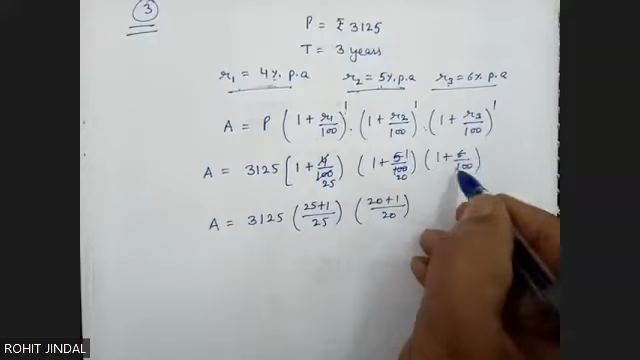 3
P = ₹ 3125
T = 3 years
r₁ = 4%. p.a r₂ = 5%. p.a r₃ = 6%. p.a
A = P (1 + r₁/100)¹ . (1 + r₂/100)¹ . (1 + r₃/100)¹
A = 3125 [1 + 4/100 25) (1 + 5 1/100 20) (1 + 6/100)
A = 3125 (25+1/25) (20+1/20)
ROHIT JINDAL